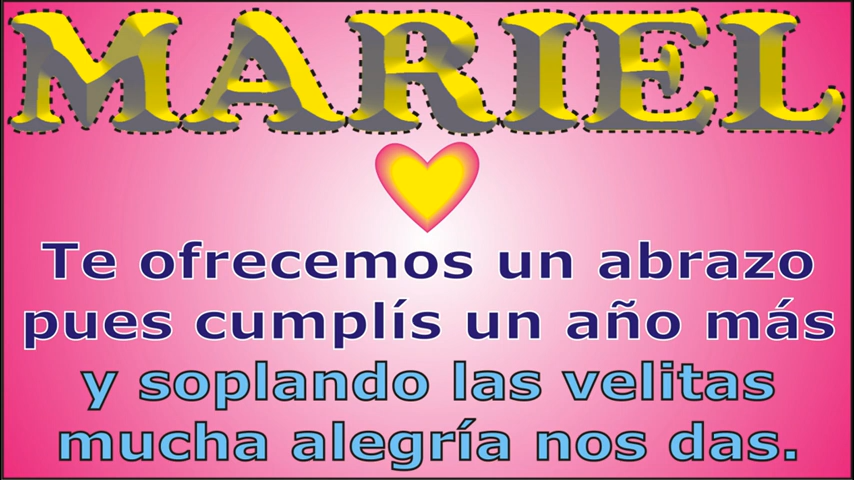 MARIEL
Te ofrecemos un abrazo
pues cumplís un año más
y soplando las velitas
mucha alegría nos das.